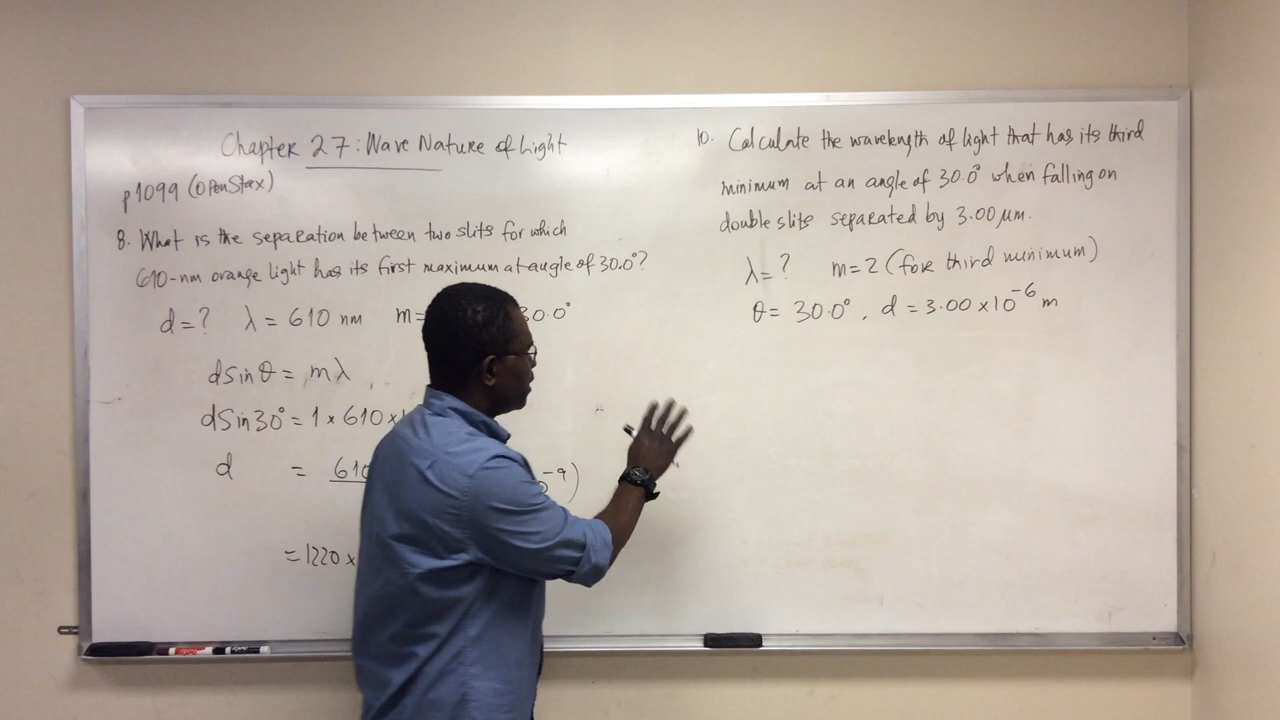 Chapter 27: Wave Nature of Light
p1099 (OpenStax)
8. What is the separation between two slits for which
610-nm orange light has its first maximum at angle of 30.0°?
d=? λ = 610 nm m= 30.0°
dSinθ = mλ
dSin30° = 1 × 610 ×
d = 610 -9)
= 1220 ×
10. Calculate the wavelength of light that has its third
minimum at an angle of 30.0° when falling on
double slits separated by 3.00 μm.
λ = ? m=2 (for third minimum)
θ = 30.0°, d = 3.00 ×10⁻⁶ m